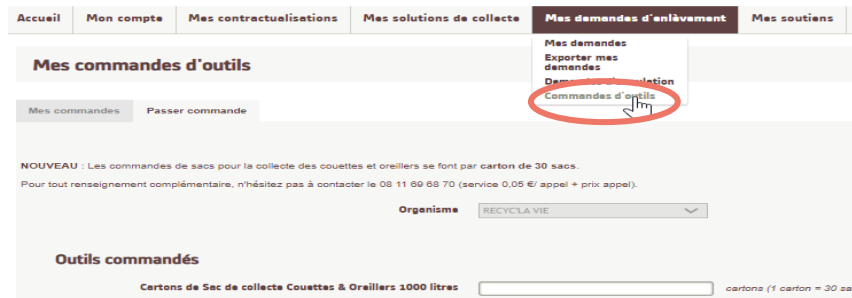 Accueil Mon compte Mes contractualisations Mes solutions de collecte Mes demandes d'enlèvement Mes soutiens
Mes demandes
Exporter mes
demandes
Commandes d'outils
Mes commandes d'outils
Mes commandes Passer commande
NOUVEAU : Les commandes de sacs pour la collecte des couettes et oreillers se font par carton de 30 sacs.
Pour tout renseignement complémentaire, n'hésitez pas à contacter le 08 11 69 68 70 (service 0,05 €/ appel + prix appel).
Organisme RECYC'LA VIE
Outils commandés
Cartons de Sac de collecte Couettes & Oreillers 1000 litres cartons (1 carton = 30 sa